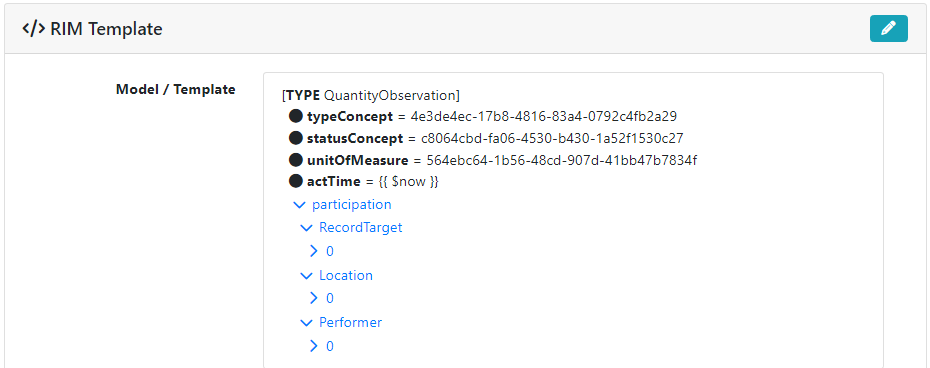 </> RIM Template
Model / Template
[TYPE QuantityObservation]
typeConcept = 4e3de4ec-17b8-4816-83a4-0792c4fb2a29
statusConcept = c8064cbd-fa06-4530-b430-1a52f1530c27
unitOfMeasure = 564ebc64-1b56-48cd-907d-41bb47b7834f
actTime = {{ $now }}
participation
RecordTarget
0
Location
0
Performer
0